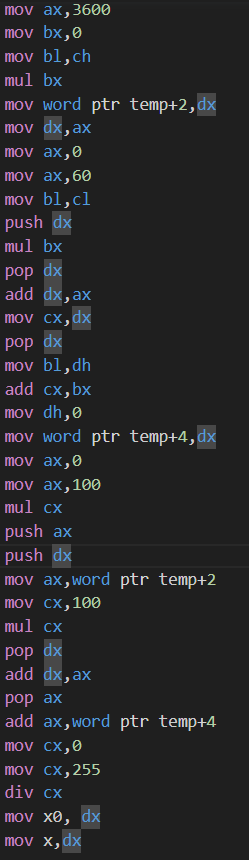 mov ax,3600
mov bx,0
mov bl,ch
mul bx
mov word ptr temp+2,dx
mov dx,ax
mov ax,0
mov ax,60
mov bl,cl
push dx
mul bx
pop dx
add dx,ax
mov cx,dx
pop dx
mov bl,dh
add cx,bx
mov dh,0
mov word ptr temp+4,dx
mov ax,0
mov ax,100
mul cx
push ax
push dx
mov ax,word ptr temp+2
mov cx,100
mul cx
pop dx
add dx,ax
pop ax
add ax,word ptr temp+4
mov cx,0
mov cx,255
div cx
mov x0, dx
mov x,dx